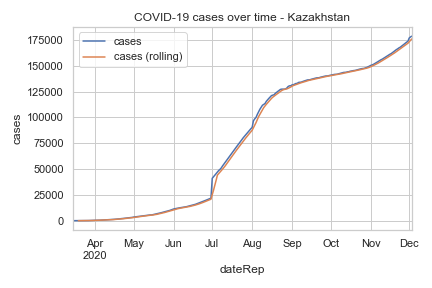 COVID-19 cases over time - Kazakhstan
cases
cases (rolling)
175000
150000
125000
100000
75000
50000
25000
0
cases
Apr May Jun Jul Aug Sep Oct Nov Dec
2020
dateRep